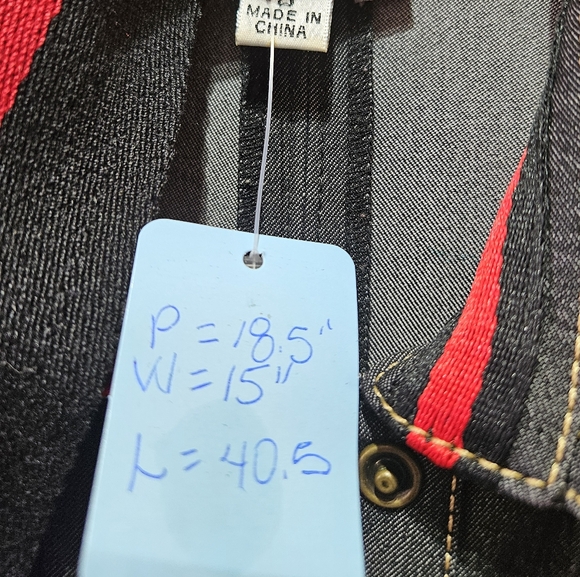 MADE IN
CHINA
P = 18.5"
W = 15"
L = 40.5